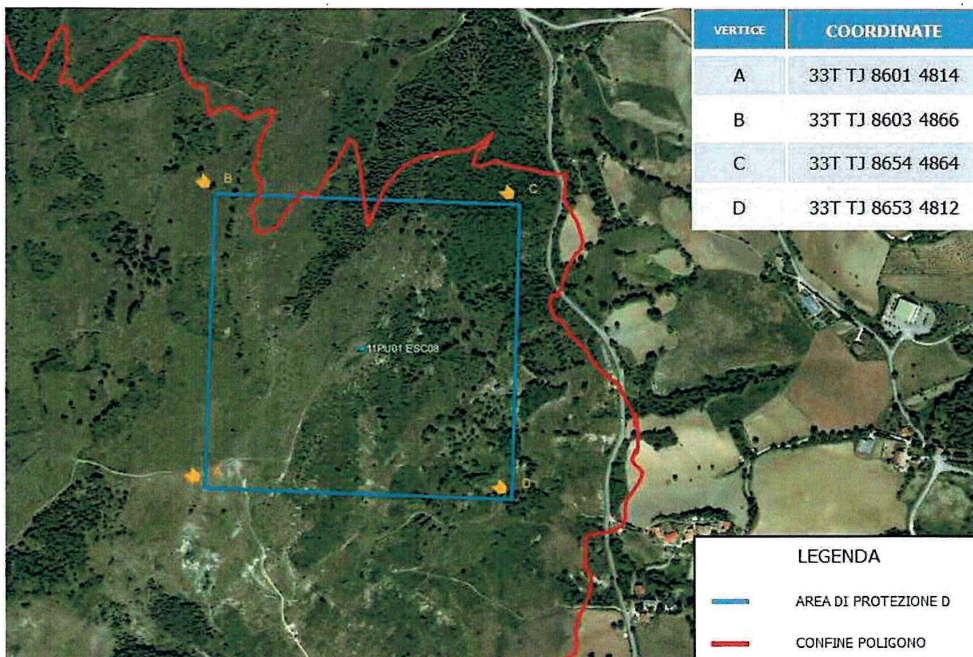 VERTICE COORDINATE
A 33T TJ 8601 4814
B 33T TJ 8603 4866
C 33T TJ 8654 4864
D 33T TJ 8653 4812
B
C
11PU01 ESC08
A
D
LEGENDA
AREA DI PROTEZIONE D
CONFINE POLIGONO